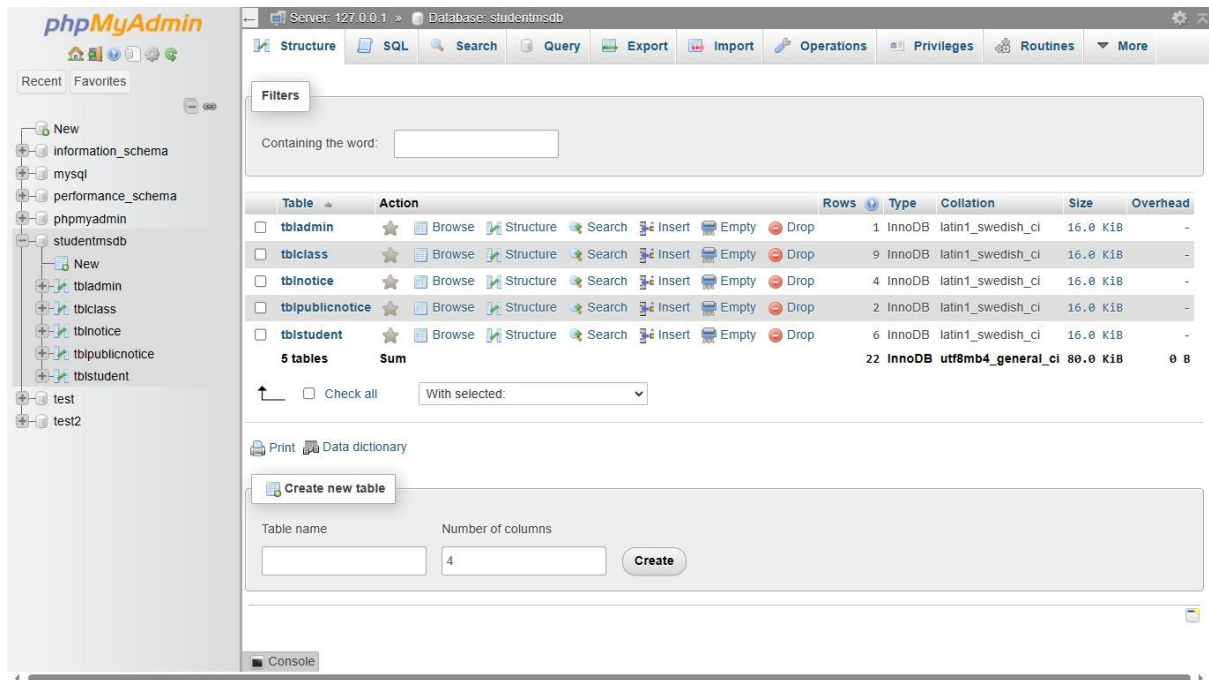 phpMyAdmin
Recent Favorites
New
information_schema
mysql
performance_schema
phpmyadmin
studentmsdb
New
tbladmin
tblclass
tblnotice
tblpublicnotice
tblstudent
test
test2
Server: 127.0.0.1 » Database: studentmsdb
Structure SQL Search Query Export Import Operations Privileges Routines More
Filters
Containing the word:
Table Action Rows Type Collation Size Overhead
tbladmin Browse Structure Search Insert Empty Drop 1 InnoDB latin1_swedish_ci 16.0 KiB -
tblclass Browse Structure Search Insert Empty Drop 9 InnoDB latin1_swedish_ci 16.0 KiB -
tblnotice Browse Structure Search Insert Empty Drop 4 InnoDB latin1_swedish_ci 16.0 KiB -
tblpublicnotice Browse Structure Search Insert Empty Drop 2 InnoDB latin1_swedish_ci 16.0 KiB -
tblstudent Browse Structure Search Insert Empty Drop 6 InnoDB latin1_swedish_ci 16.0 KiB -
5 tables Sum 22 InnoDB utf8mb4_general_ci 80.0 KiB 0 B
Check all With selected:
Print Data dictionary
Create new table
Table name Number of columns
4 Create
Console